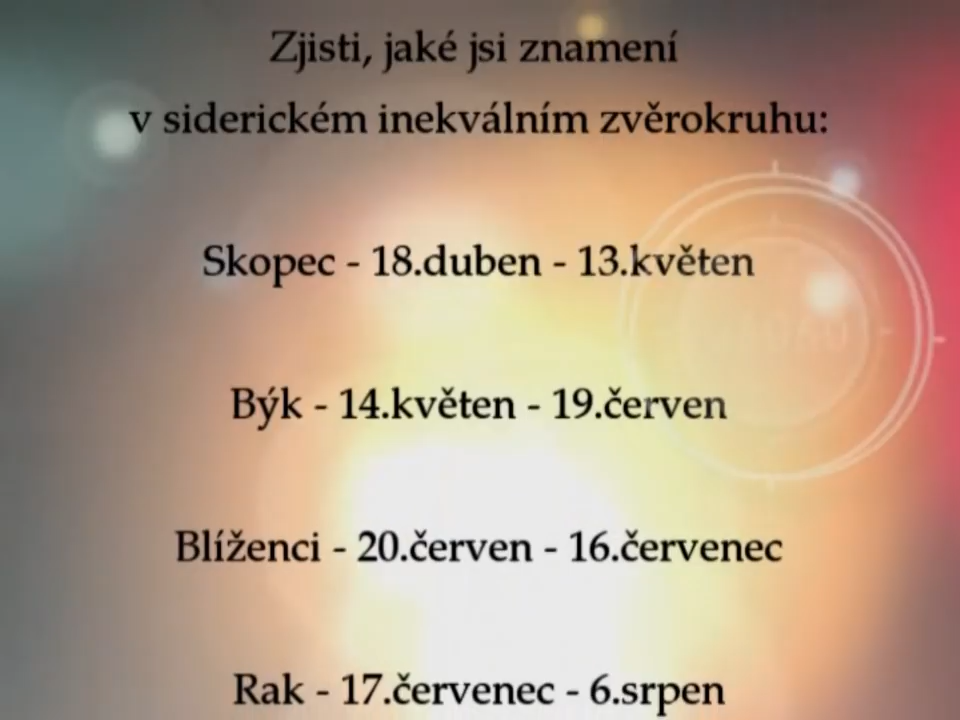 Zjisti, jaké jsi znamení
v siderickém inekválním zvěrokruhu:
Skopec - 18.duben - 13.květen
Býk - 14.květen - 19.červen
Blíženci - 20.červen - 16.červenec
Rak - 17.červenec - 6.srpen